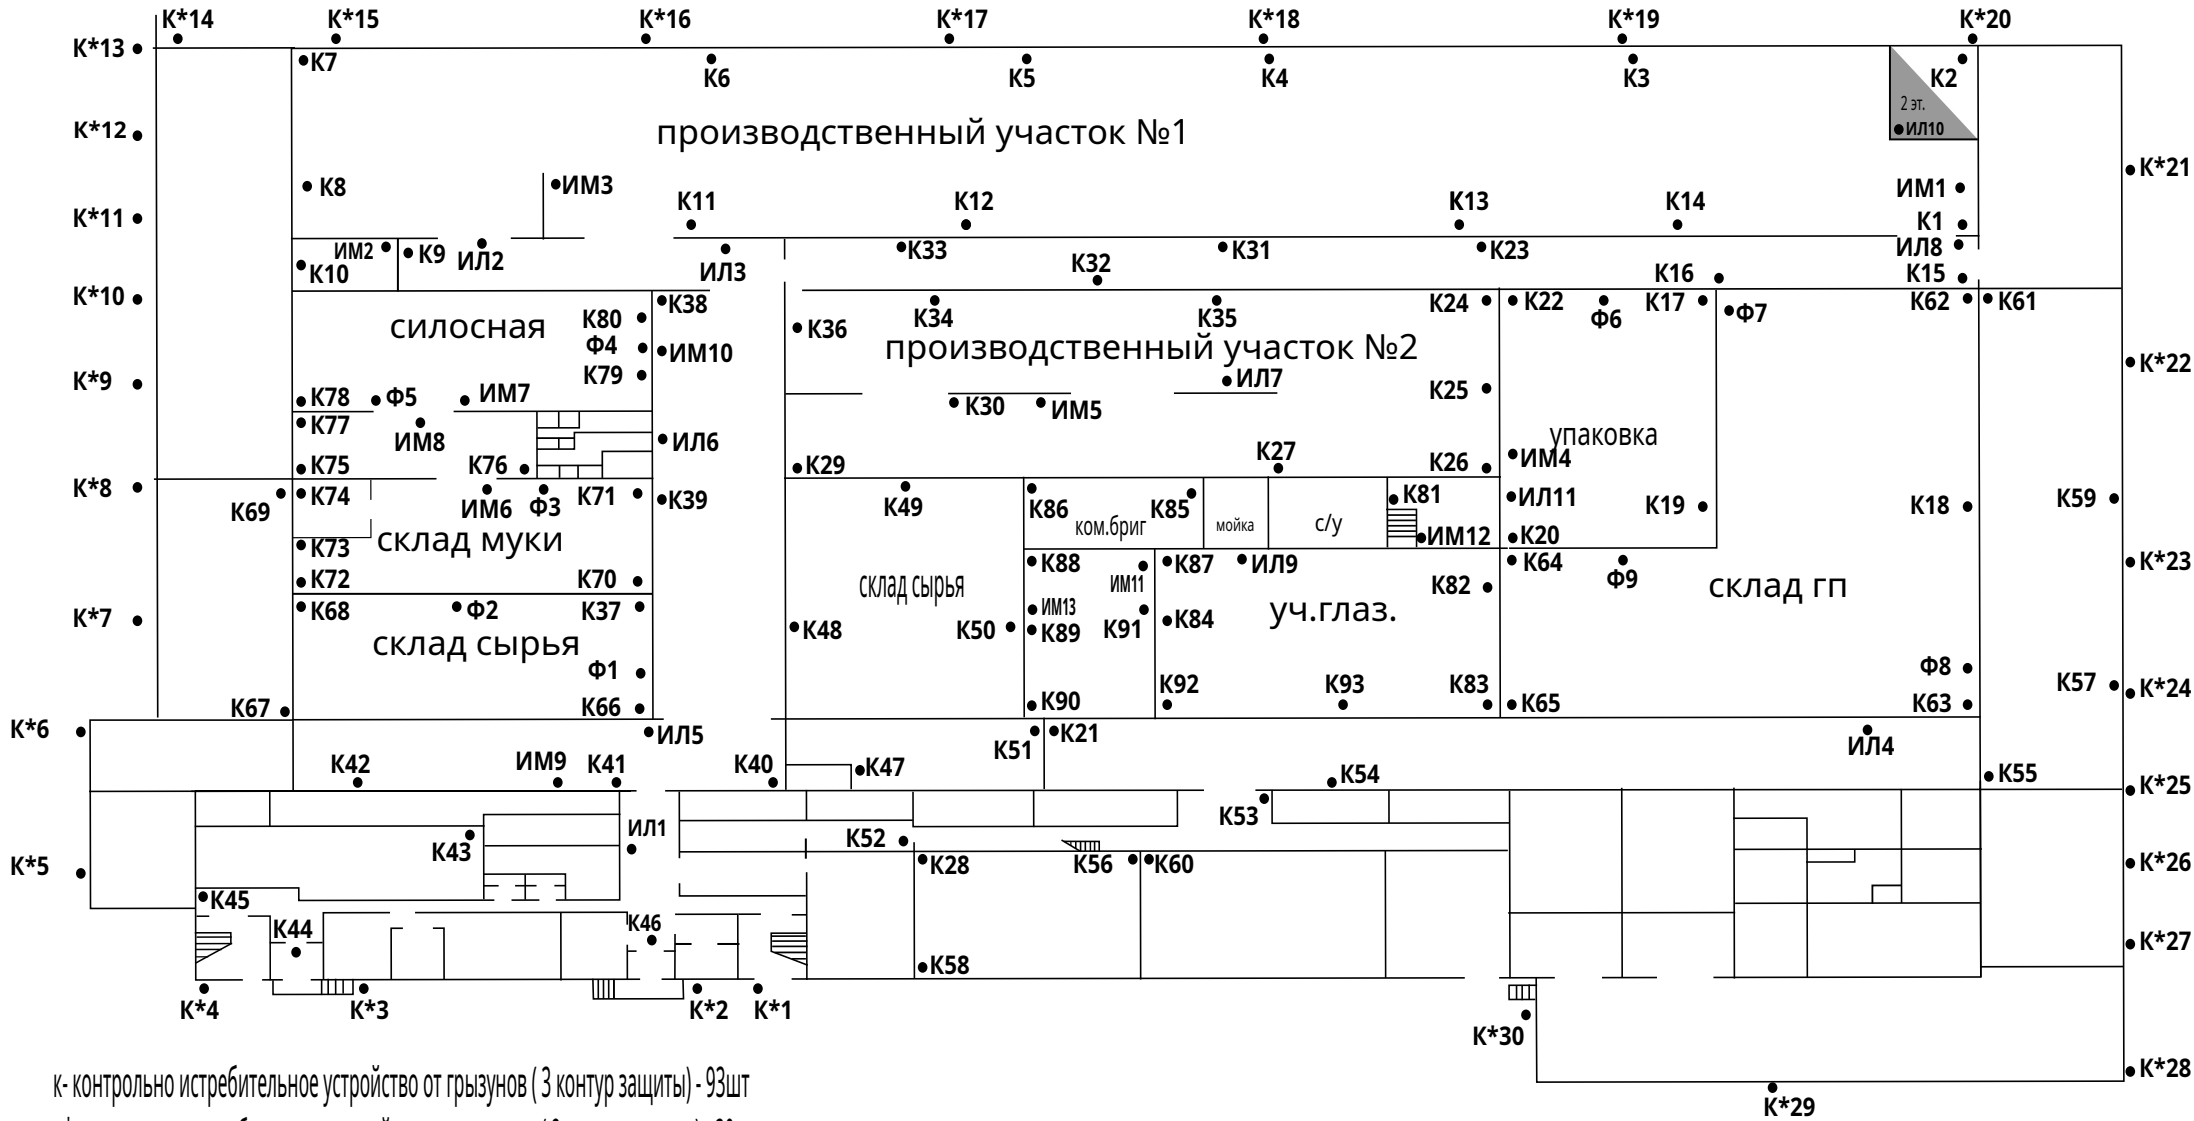 К*14 К*15 К*16 К*17 К*18 К*19 К*20
К*13 К7 К6 К5 К4 К3 К2
2 эт.
ИЛ10
К*12 производственный участок №1
К*21
К8 ИМ3 ИМ1
К*11 К11 К12 К13 К14 К1
ИМ2 К9 ИЛ2 ИЛ3 К33 К31 К23 ИЛ8
К10 К32 К16 К15
К*10 К38 К34 К35 К24 К22 Ф6 К17 Ф7 К62 К61
силосная К80 К36
Ф4 ИМ10 производственный участок №2
К*22
К*9 К79 ИЛ7 К25
К78 Ф5 ИМ7 К30 ИМ5
К77 ИМ8 ИЛ6 упаковка
К75 К76 К29 К27 К26 ИМ4
К*8 К69 К74 ИМ6 Ф3 К71 К39 К49 К86 К85 К81 ИЛ11 К19 К18 К59
ком.бриг мойка с/у
К73 склад муки ИМ12 К20
К72 К70 склад сырья К88 ИМ11 К87 ИЛ9 К82 К64 Ф9 склад гп К*23
К*7 К68 Ф2 К37 ИМ13 уч.глаз.
склад сырья К48 К50 К89 К91 К84
Ф1 Ф8
К67 К66 К90 К92 К93 К83 К65 К63 К57 К*24
К*6 ИЛ5 К51 К21 ИЛ4
К42 ИМ9 К41 К40 К47 К54 К55 К*25
К53
К43 ИЛ1 К52
К*5 К28 К56 К60 К*26
К45
К44 К46 К*27
К58
К*4 К*3 К*2 К*1
К*30
К*28
К*29
к- контрольно истребительное устройство от грызунов ( 3 контур защиты) - 93шт